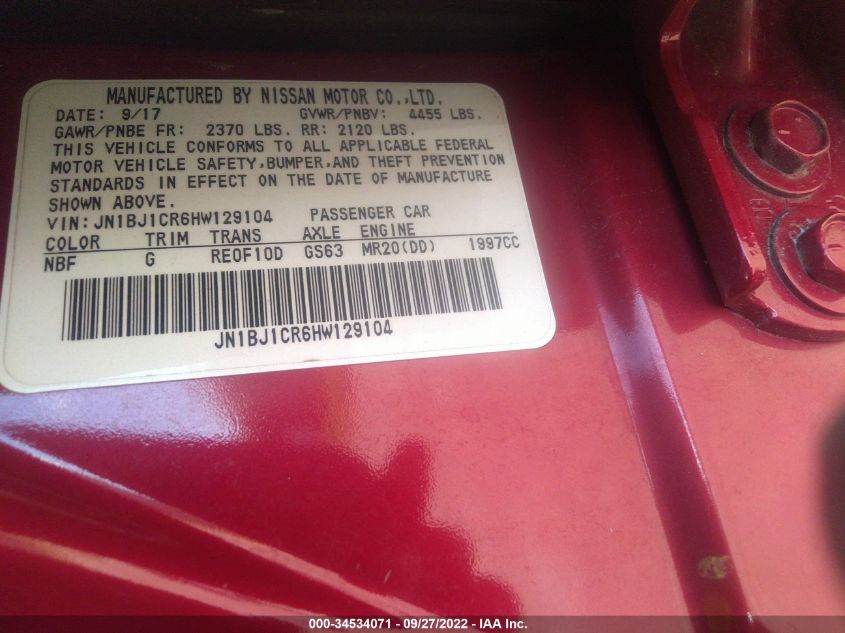 MANUFACTURED BY NISSAN MOTOR CO.,LTD.
DATE: 9/17 GVWR/PNBV: 4455 LBS.
GAWR/PNBE FR: 2370 LBS. RR: 2120 LBS.
THIS VEHICLE CONFORMS TO ALL APPLICABLE FEDERAL
MOTOR VEHICLE SAFETY,BUMPER,AND THEFT PREVENTION
STANDARDS IN EFFECT ON THE DATE OF MANUFACTURE
SHOWN ABOVE.
VIN:JN1BJ1CR6HW129104 PASSENGER CAR
COLOR TRIM TRANS AXLE ENGINE
NBF G RE0F10D GS63 MR20(DD) 1997CC
JN1BJ1CR6HW129104
000-34534071 - 09/27/2022 - IAA Inc.